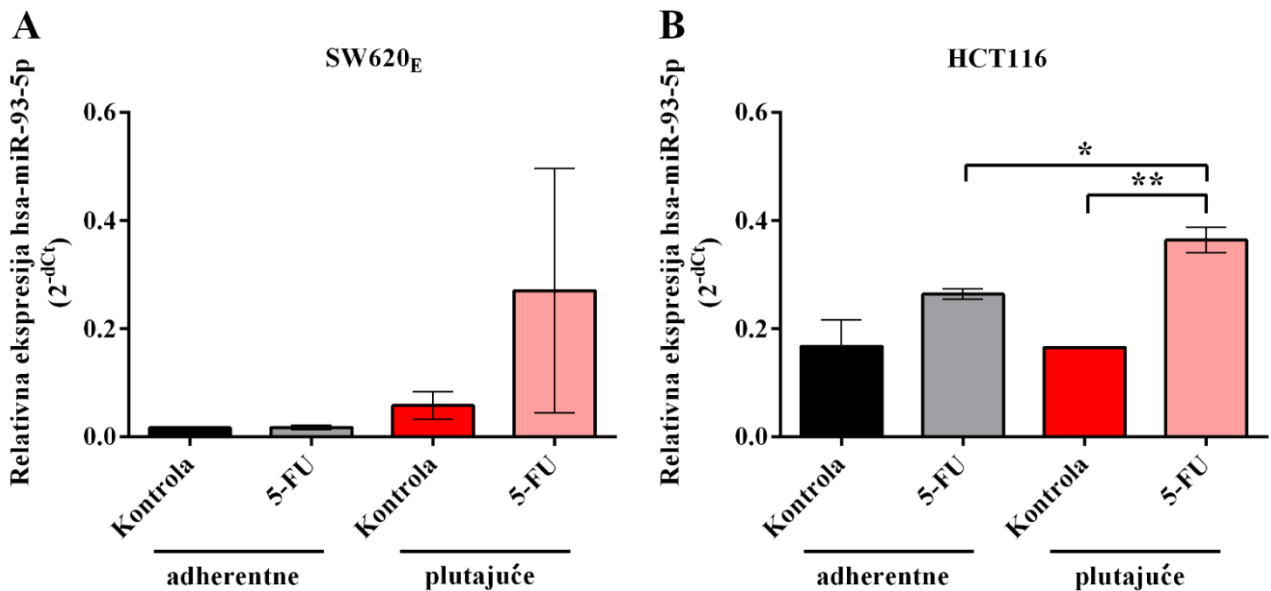 A
SW620E
Relativna ekspresija hsa-miR-93-5p
(2-dCt)
0.6
0.4
0.2
0.0
Kontrola
5-FU
Kontrola
5-FU
adherentne
plutajuće
B
HCT116
Relativna ekspresija hsa-miR-93-5p
(2-dCt)
0.6
0.4
0.2
0.0
*
**
Kontrola
5-FU
Kontrola
5-FU
adherentne
plutajuće